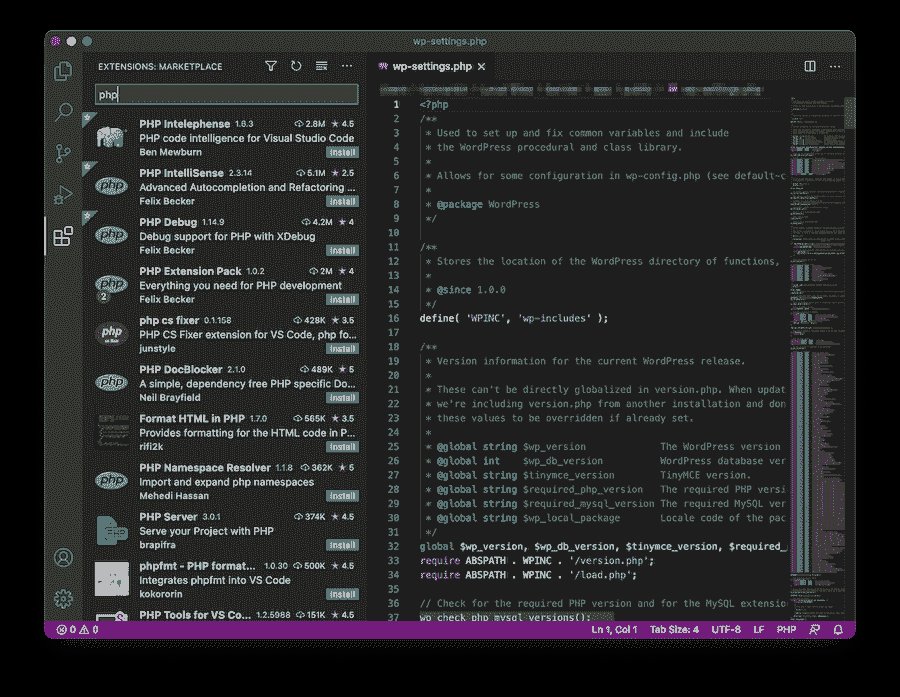 wp-settings.php
EXTENSIONS: MARKETPLACE
php
PHP Intelephense 1.6.3 2.8M ★ 4.5
PHP code intelligence for Visual Studio Code
Ben Mewburn Install
PHP IntelliSense 2.3.14 5.1M ★ 2.5
Advanced Autocompletion and Refactoring ...
Felix Becker Install
PHP Debug 1.14.9 4.2M ★ 4
Debug support for PHP with XDebug
Felix Becker Install
PHP Extension Pack 1.0.2 2M ★ 4
Everything you need for PHP development
Felix Becker Install
php cs fixer 0.1.158 428K ★ 3.5
PHP CS Fixer extension for VS Code, php fo...
junstyle Install
PHP DocBlocker 2.1.0 489K ★ 5
A simple, dependency free PHP specific Do...
Neil Brayfield Install
Format HTML in PHP 1.7.0 565K ★ 3.5
Provides formatting for the HTML code in P...
rifi2k Install
PHP Namespace Resolver 1.1.8 362K ★ 5
Import and expand php namespaces
Mehedi Hassan Install
PHP Server 3.0.1 374K ★ 4.5
Serve your Project with PHP
brapifra Install
phpfmt - PHP format... 1.0.30 500K ★ 4.5
Integrates phpfmt into VS Code
kokororin Install
PHP Tools for VS Co... 1.2.5988 151K ★ 4.5
php
php
php
2
php
cs fixer
php
php
wp-settings.php ×
1 <?php
2 /**
3 * Used to set up and fix common variables and include
4 * the WordPress procedural and class library.
5 *
6 * Allows for some configuration in wp-config.php (see default-c
7 *
8 * @package WordPress
9 */
10
11 /**
12 * Stores the location of the WordPress directory of functions,
13 *
14 * @since 1.0.0
15 */
16 define( 'WPINC', 'wp-includes' );
17
18 /**
19 * Version information for the current WordPress release.
20 *
21 * These can't be directly globalized in version.php. When updat
22 * we're including version.php from another installation and don
23 * these values to be overridden if already set.
24 *
25 * @global string $wp_version The WordPress version
26 * @global int $wp_db_version WordPress database ver
27 * @global string $tinymce_version TinyMCE version.
28 * @global string $required_php_version The required PHP versi
29 * @global string $required_mysql_version The required MySQL ver
30 * @global string $wp_local_package Locale code of the pac
31 */
32 global $wp_version, $wp_db_version, $tinymce_version, $required_
33 require ABSPATH . WPINC . '/version.php';
34 require ABSPATH . WPINC . '/load.php';
35
36 // Check for the required PHP version and for the MySQL extensio
37 wp_check_php_mysql_versions();
0 0
Ln 1, Col 1 Tab Size: 4 UTF-8 LF PHP